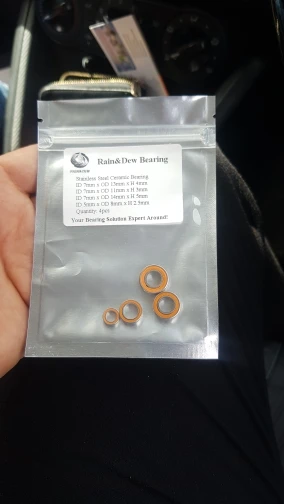 Rain&Dew Bearing
Stainless Steel Ceramic Bearing
ID 7mm x OD 13mm x H 4mm
ID 7mm x OD 11mm x H 3mm
ID 7mm x OD 14mm x H 5mm
ID 5mm x OD 8mm x H 2.5mm
Quantity: 4pcs
Your Bearing Solution Expert Around!